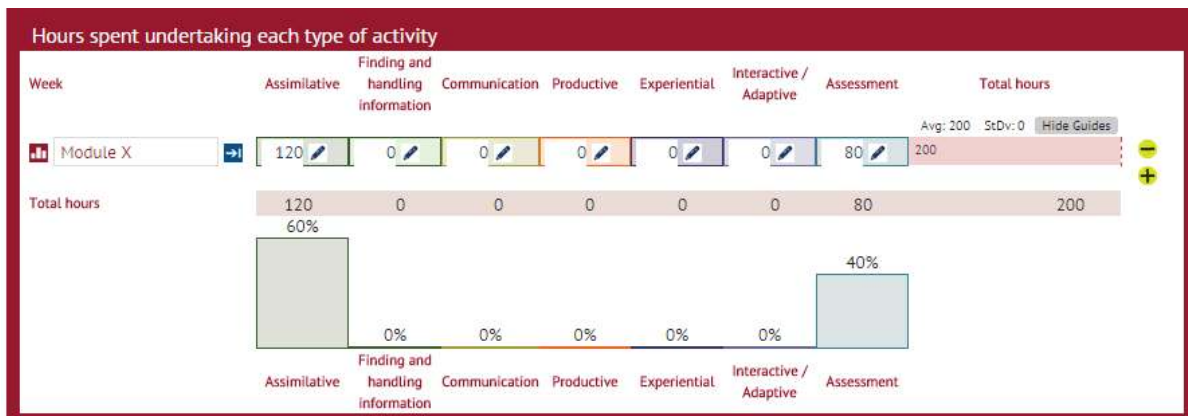 Hours spent undertaking each type of activity
Week
Assimilative
Finding and
handling
information
Communication
Productive
Experiential
Interactive /
Adaptive
Assessment
Total hours
Avg: 200 StDv: 0 Hide Guides
Module X 120 0 0 0 0 0 80 200
Total hours 120 0 0 0 0 0 80 200
60% 0% 0% 0% 0% 0% 40%
Assimilative
Finding and
handling
information
Communication
Productive
Experiential
Interactive /
Adaptive
Assessment